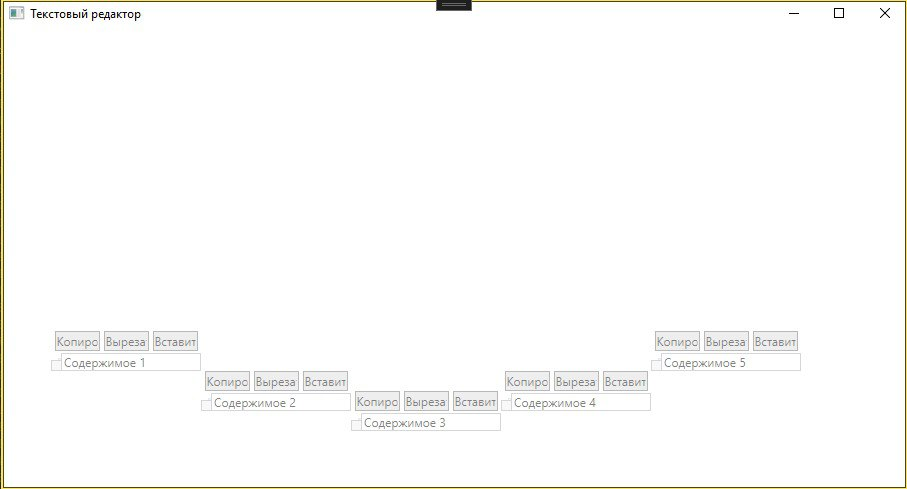 Текстовый редактор
Копиро Выреза Вставит
Содержимое 1
Копиро Выреза Вставит
Содержимое 5
Копиро Выреза Вставит
Содержимое 2
Копиро Выреза Вставит
Содержимое 4
Копиро Выреза Вставит
Содержимое 3